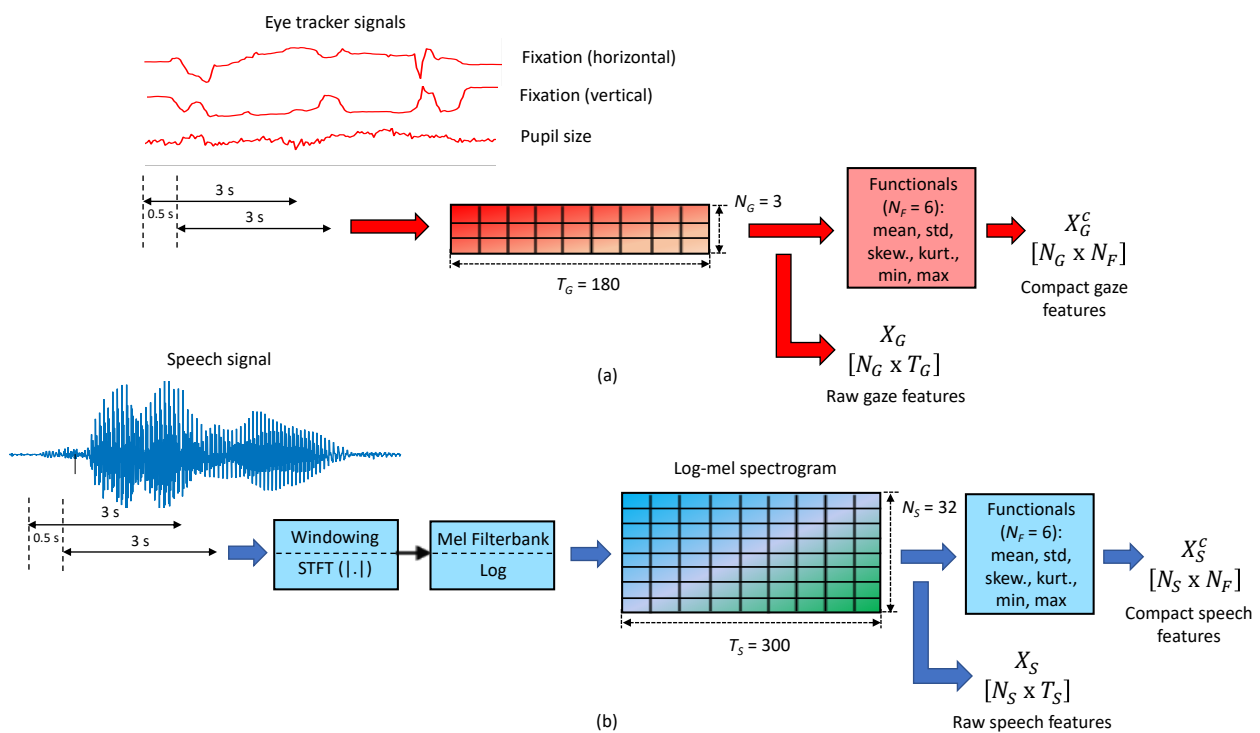 Eye tracker signals
Fixation (horizontal)
Fixation (vertical)
Pupil size
3 s
0.5 s
3 s
N_G = 3
T_G = 180
Functionals
(N_F = 6):
mean, std,
skew., kurt.,
min, max
X_G^c
[N_G x N_F]
Compact gaze
features
X_G
[N_G x T_G]
Raw gaze features
(a)
Speech signal
3 s
0.5 s
3 s
Windowing
STFT (|.|)
Mel Filterbank
Log
Log-mel spectrogram
N_S = 32
T_S = 300
Functionals
(N_F = 6):
mean, std,
skew., kurt.,
min, max
X_S^c
[N_S x N_F]
Compact speech
features
X_S
[N_S x T_S]
Raw speech features
(b)